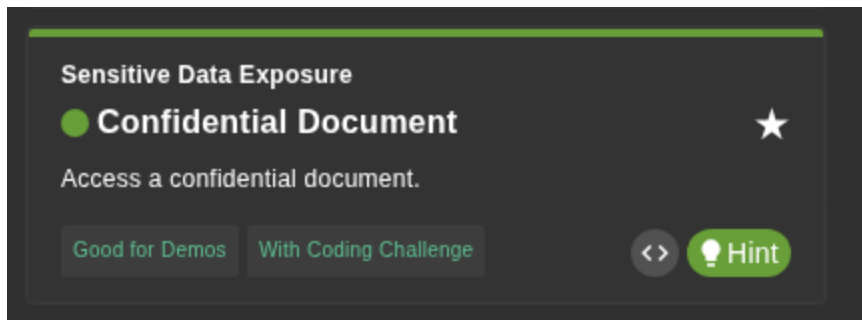 Sensitive Data Exposure
Confidential Document
Access a confidential document.
Good for Demos With Coding Challenge <> Hint